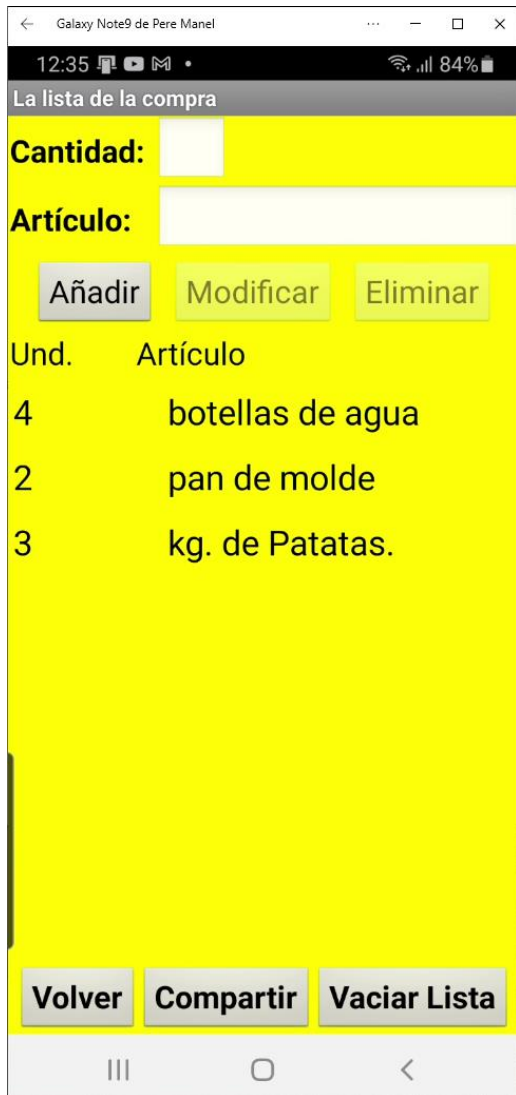 Galaxy Note9 de Pere Manel
12:35 84%
La lista de la compra
Cantidad:
Artículo:
Añadir Modificar Eliminar
Und. Artículo
4 botellas de agua
2 pan de molde
3 kg. de Patatas.
Volver Compartir Vaciar Lista